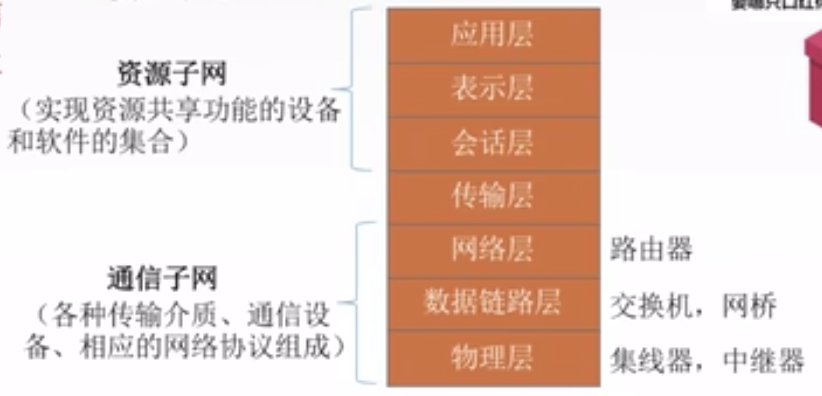 应用层
资源子网
表示层
（实现资源共享功能的设备
和软件的集合）
会话层
传输层
网络层 路由器
通信子网
数据链路层 交换机，网桥
（各种传输介质、通信设
备、相应的网络协议组成）
物理层 集线器，中继器